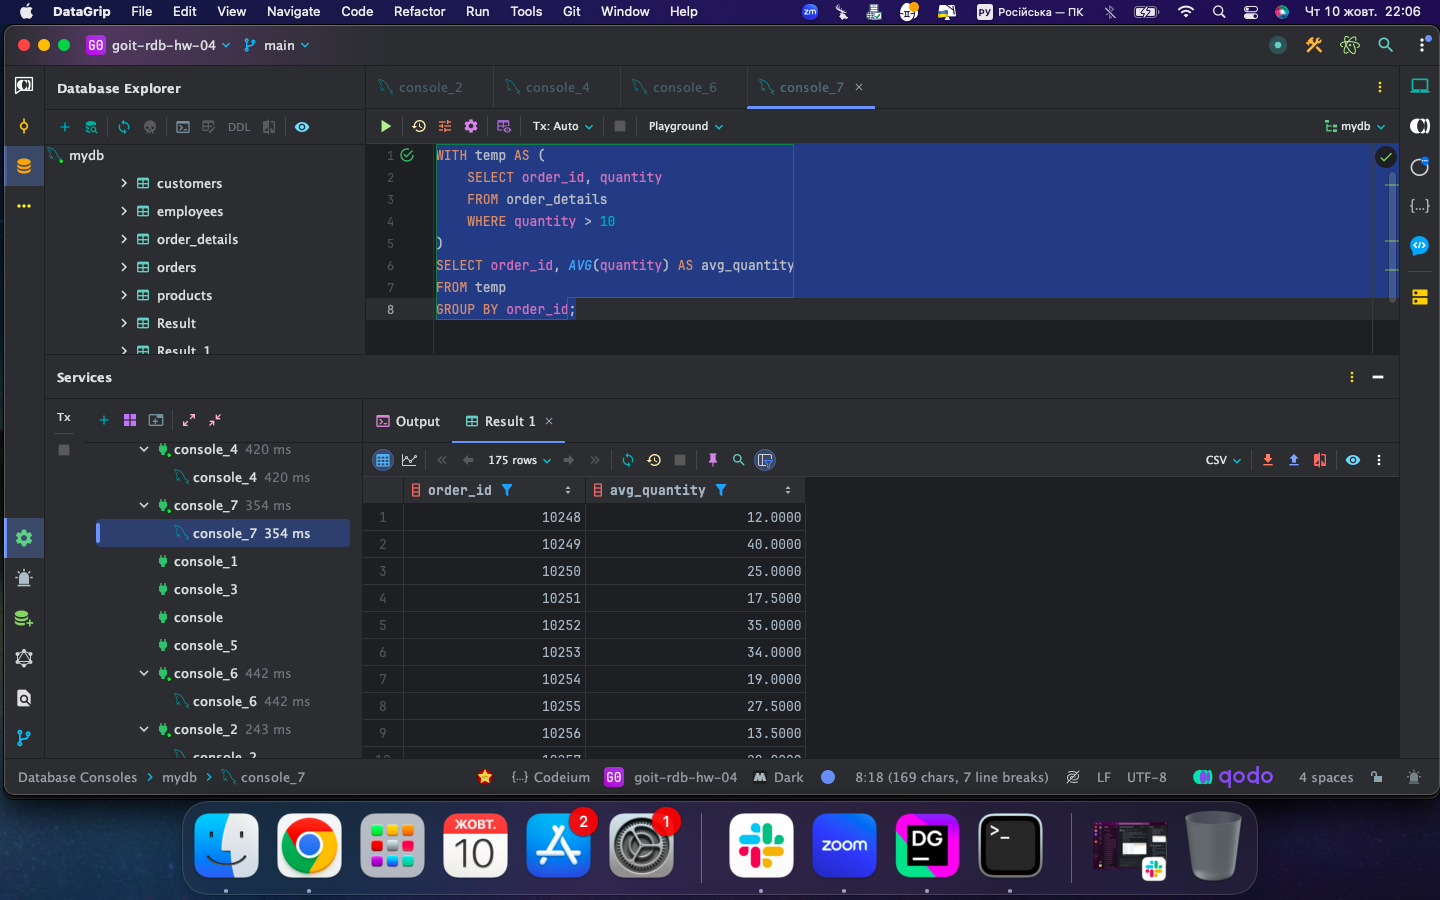 DataGrip File Edit View Navigate Code Refactor Run Tools Git Window Help zm РУ Російська — ПК Чт 10 жовт. 22:06
G0 goit-rdb-hw-04 main
Database Explorer
console_2 console_4 console_6 console_7
DDL
Tx: Auto Playground mydb
mydb
customers
employees
order_details
orders
products
Result
Result_1
1 WITH temp AS (
2 SELECT order_id, quantity
3 FROM order_details
4 WHERE quantity > 10
5 )
6 SELECT order_id, AVG(quantity) AS avg_quantity
7 FROM temp
8 GROUP BY order_id;
Services
Tx
console_4 420 ms
console_4 420 ms
console_7 354 ms
console_7 354 ms
console_1
console_3
console
console_5
console_6 442 ms
console_6 442 ms
console_2 243 ms
console_2
Output Result 1
175 rows CSV
order_id avg_quantity
1 10248 12.0000
2 10249 40.0000
3 10250 25.0000
4 10251 17.5000
5 10252 35.0000
6 10253 34.0000
7 10254 19.0000
8 10255 27.5000
9 10256 13.5000
Database Consoles mydb console_7 {...} Codeium G0 goit-rdb-hw-04 Dark 8:18 (169 chars, 7 line breaks) LF UTF-8 qodo 4 spaces
ЖОВТ.
10
2
1
zoom
DG
>_